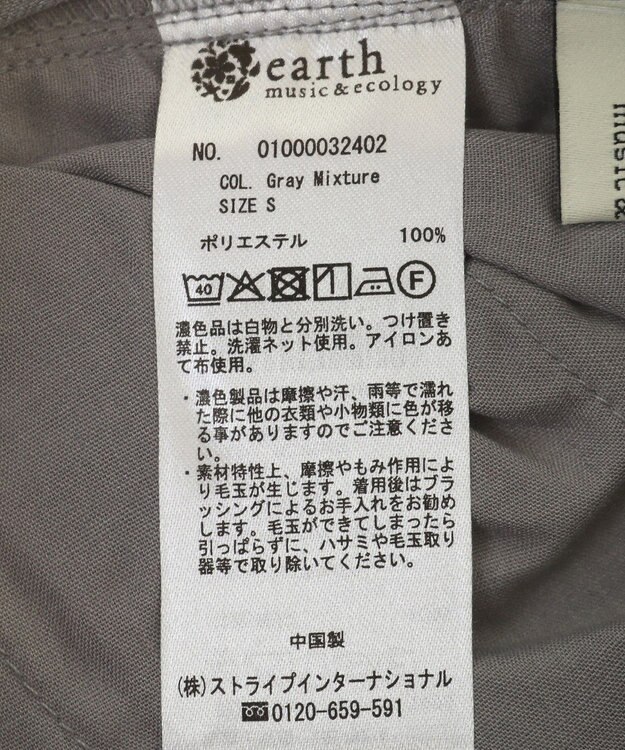 earth
music&ecology
NO. 01000032402
COL. Gray Mixture
SIZE S
ポリエステル 100%
40
F
濃色品は白物と分別洗い。つけ置き
禁止。洗濯ネット使用。アイロンあ
て布使用。
・濃色製品は摩擦や汗、雨等で濡れ
た際に他の衣類や小物類に色が移
る事がありますのでご注意くださ
い。
・素材特性上、摩擦やもみ作用によ
り毛玉が生じます。着用後はブラ
ッシングによるお手入れをお勧め
します。毛玉ができてしまったら
引っぱらずに、ハサミや毛玉取り
器等で取り除いてください。
中国製
(株)ストライプインターナショナル
0120-659-591
music&